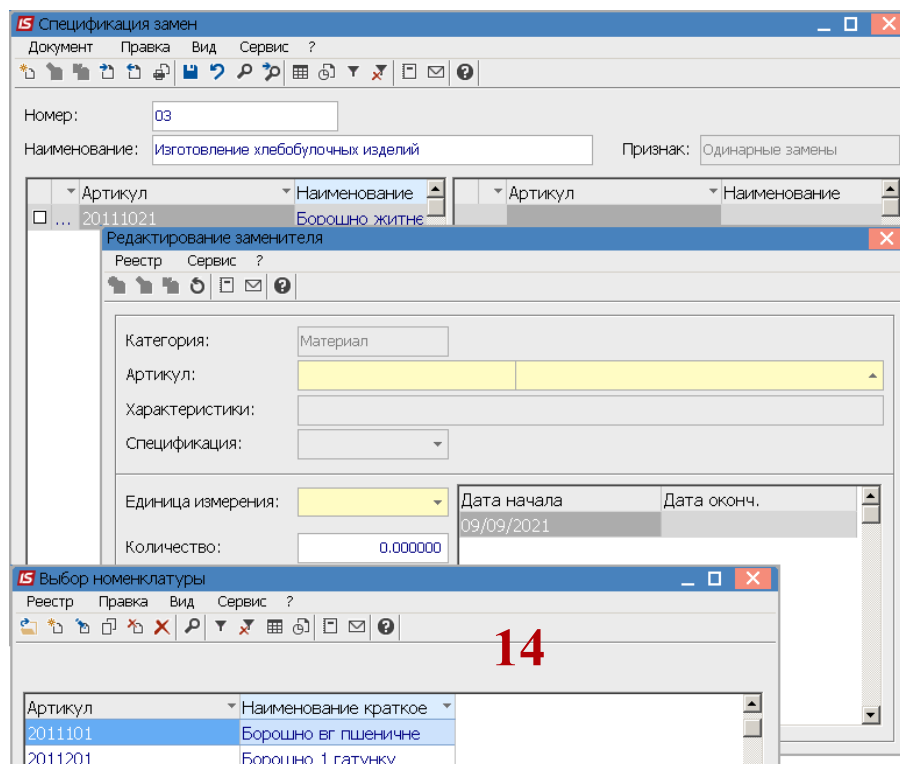 Спецификация замен
Документ Правка Вид Сервис ?
Номер: 03
Наименование: Изготовление хлебобулочных изделий Признак: Одинарные замены
Артикул Наименование Артикул Наименование
... 20111021 Борошно житне
Редактирование заменителя
Реестр Сервис ?
Категория: Материал
Артикул:
Характеристики:
Спецификация:
Единица измерения: Дата начала Дата оконч.
09/09/2021
Количество: 0.000000
Выбор номенклатуры
Реестр Правка Вид Сервис ?
14
Артикул Наименование краткое
2011101 Борошно вг пшеничне
2011201 Борошно 1 гатунку